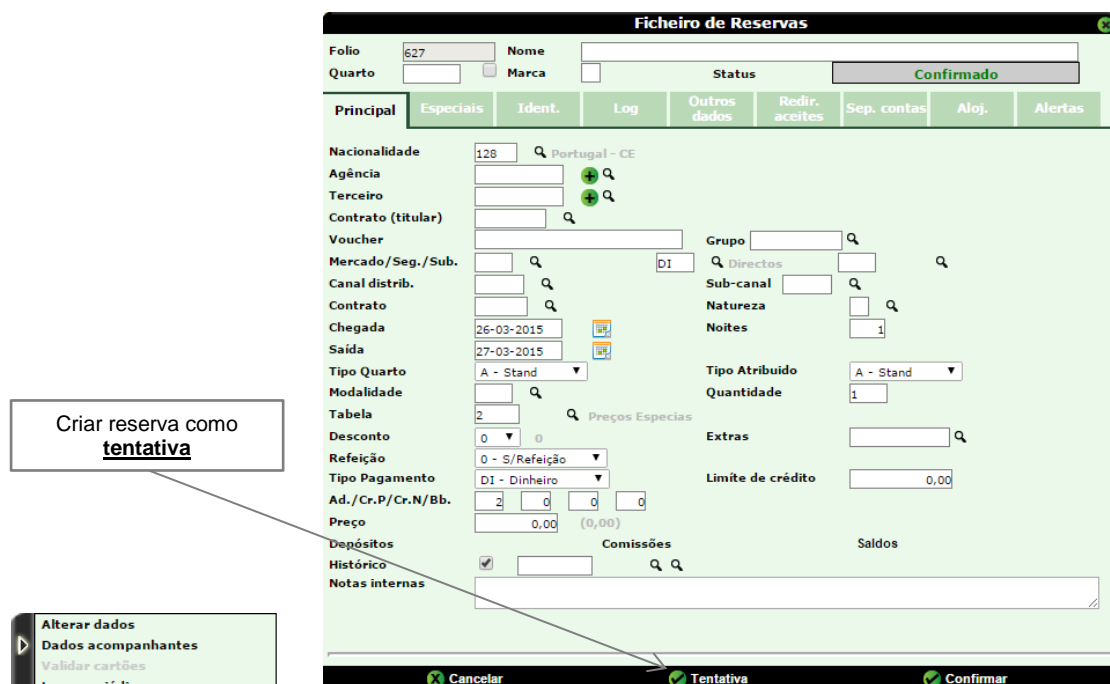 Ficheiro de Reservas
Folio 627 Nome
Quarto Marca Status Confirmado
Principal Especiais Ident. Log Outros dados Redir. aceites Sep. contas Aloj. Alertas
Nacionalidade 128 Portugal - CE
Agência
Terceiro
Contrato (titular)
Voucher Grupo
Mercado/Seg./Sub. DI Directos
Canal distrib. Sub-canal
Contrato Natureza
Chegada 26-03-2015 Noites 1
Saída 27-03-2015
Tipo Quarto A - Stand Tipo Atribuido A - Stand
Modalidade Quantidade 1
Tabela 2 Preços Especias
Desconto 0 0 Extras
Refeição 0 - S/Refeição
Tipo Pagamento DI - Dinheiro Limíte de crédito 0,00
Ad./Cr.P/Cr.N/Bb. 2 0 0 0
Preço 0,00 (0,00)
Depósitos Comissões Saldos
Histórico
Notas internas
Cancelar Tentativa Confirmar
Criar reserva como
tentativa
Alterar dados
Dados acompanhantes
Validar cartões